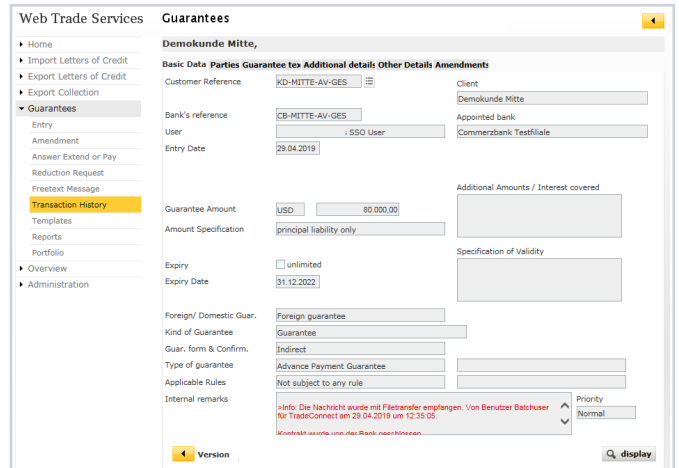 Web Trade Services
Guarantees
Home
Import Letters of Credit
Export Letters of Credit
Export Collection
Guarantees
Entry
Amendment
Answer Extend or Pay
Reduction Request
Freetext Message
Transaction History
Templates
Reports
Portfolio
Overview
Administration
Demokunde Mitte,
Basic Data Parties Guarantee tex Additional details Other Details Amendments
Customer Reference KD-MITTE-AV-GES
Client
Demokunde Mitte
Bank's reference CB-MITTE-AV-GES
Appointed bank
User : SSO User
Commerzbank Testfiliale
Entry Date 29.04.2019
Additional Amounts / Interest covered
Guarantee Amount USD 80.000,00
Amount Specification principal liability only
Specification of Validity
Expiry unlimited
Expiry Date 31.12.2022
Foreign/ Domestic Guar. Foreign guarantee
Kind of Guarantee Guarantee
Guar. form & Confirm. Indirect
Type of guarantee Advance Payment Guarantee
Applicable Rules Not subject to any rule
Internal remarks
>Info: Die Nachricht wurde mit Filetransfer empfangen. Von Benutzer Batchuser
für TradeConnect am 29.04.2019 um 12:35:05.
Kontrakt wurde von der Bank geschlossen
Priority
Normal
Version
display